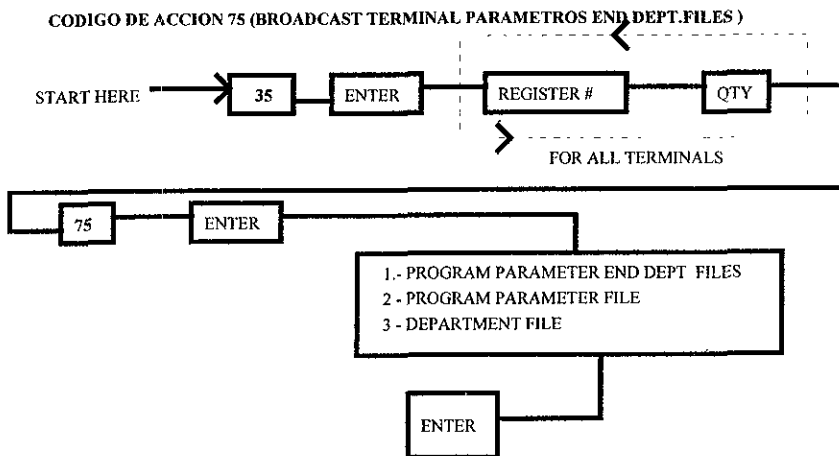 CODIGO DE ACCION 75 (BROADCAST TERMINAL PARAMETROS END DEPT.FILES )
START HERE
35
ENTER
REGISTER #
QTY
FOR ALL TERMINALS
75
ENTER
1.- PROGRAM PARAMETER END DEPT FILES
2 - PROGRAM PARAMETER FILE
3 - DEPARTMENT FILE
ENTER